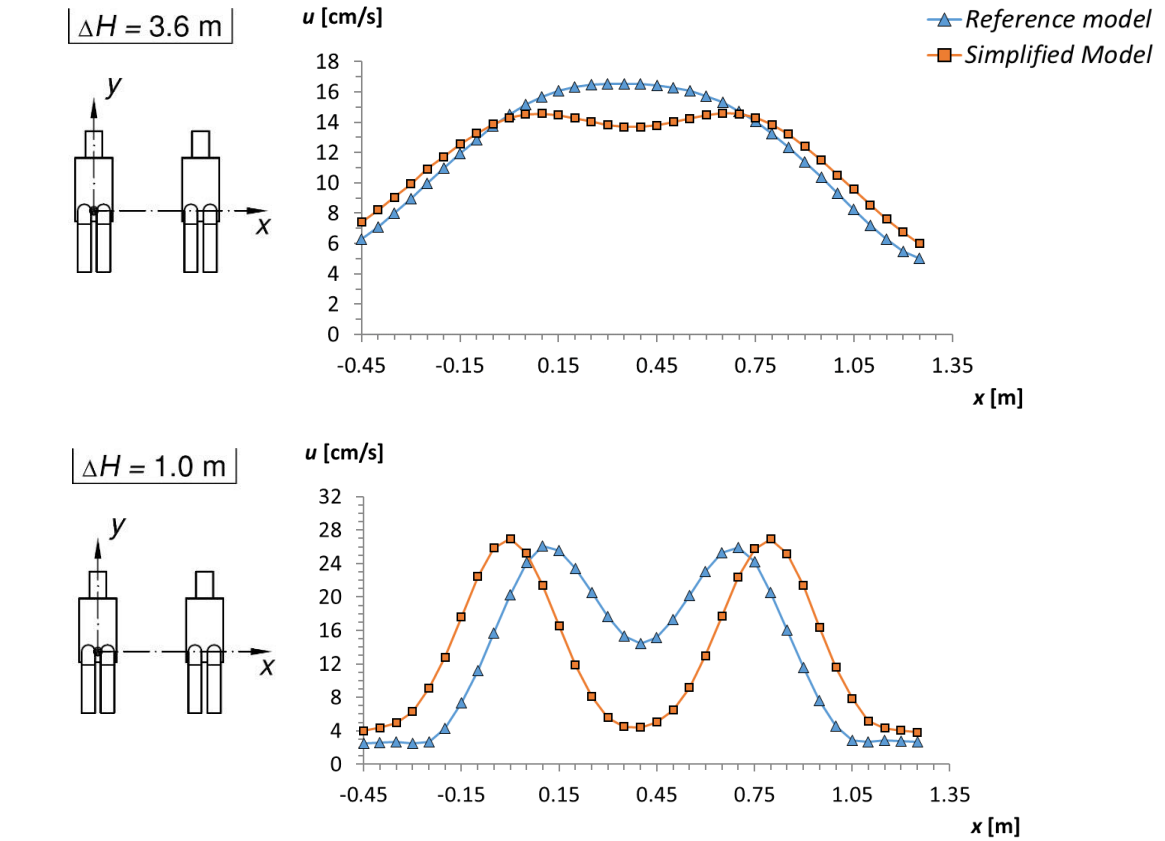 ΔH = 3.6 m
u [cm/s]
Reference model
Simplified Model
y
x
18
16
14
12
10
8
6
4
2
0
-0.45 -0.15 0.15 0.45 0.75 1.05 1.35
x [m]
ΔH = 1.0 m
u [cm/s]
y
x
32
28
24
20
16
12
8
4
0
-0.45 -0.15 0.15 0.45 0.75 1.05 1.35
x [m]